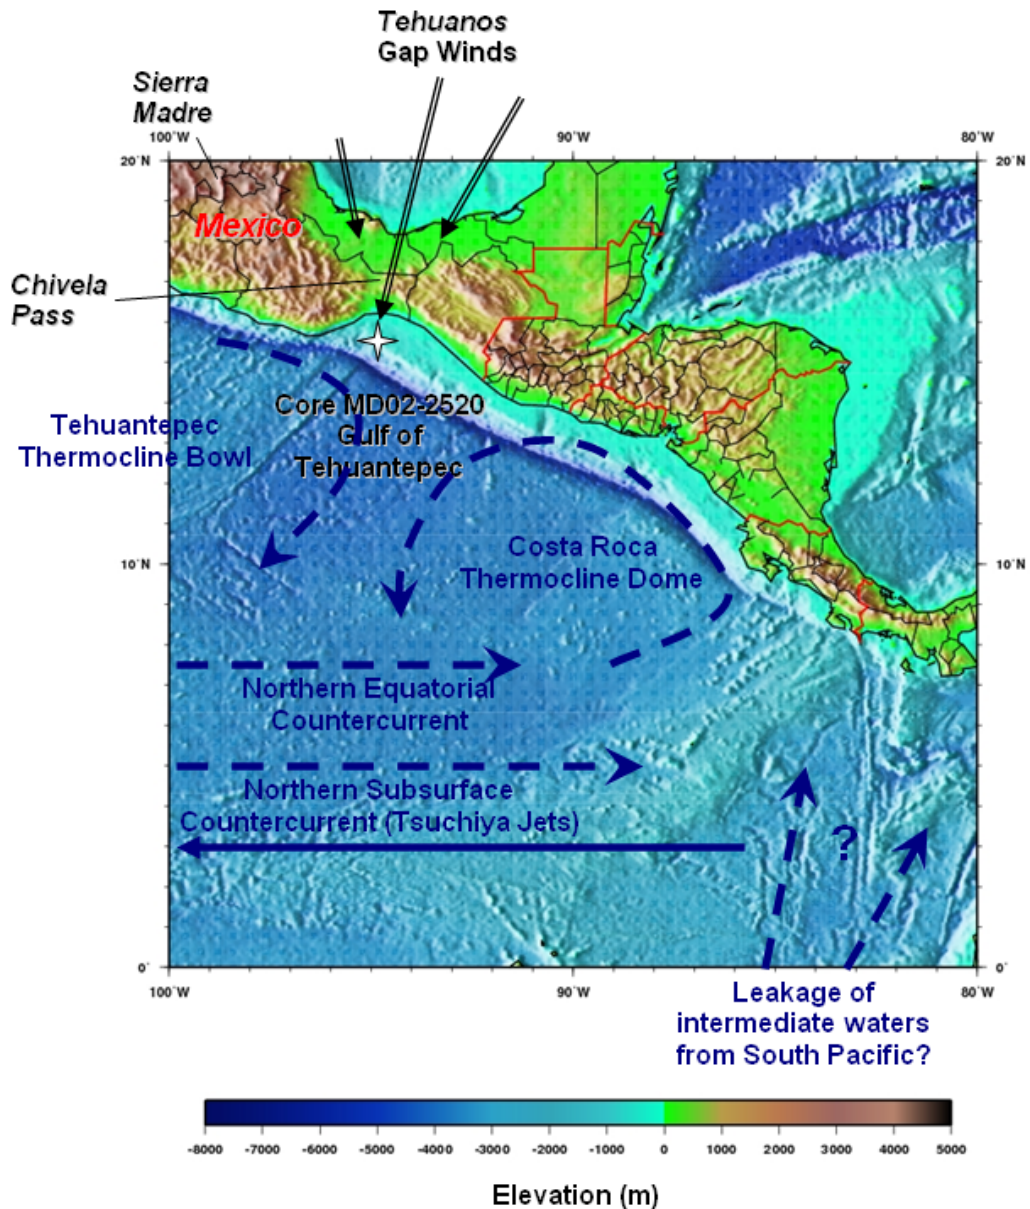 Tehuanos
Gap Winds
Sierra
Madre
100°W
90°W
80°W
20°N
20°N
Mexico
Chivela
Pass
Core MD02-2520
Gulf of
Tehuantepec
Tehuantepec
Thermocline Bowl
10°N
10°N
Costa Roca
Thermocline Dome
Northern Equatorial
Countercurrent
Northern Subsurface
Countercurrent (Tsuchiya Jets)
?
0°
0°
100°W
90°W
80°W
Leakage of
intermediate waters
from South Pacific?
-8000 -7000 -6000 -5000 -4000 -3000 -2000 -1000 0 1000 2000 3000 4000 5000
Elevation (m)